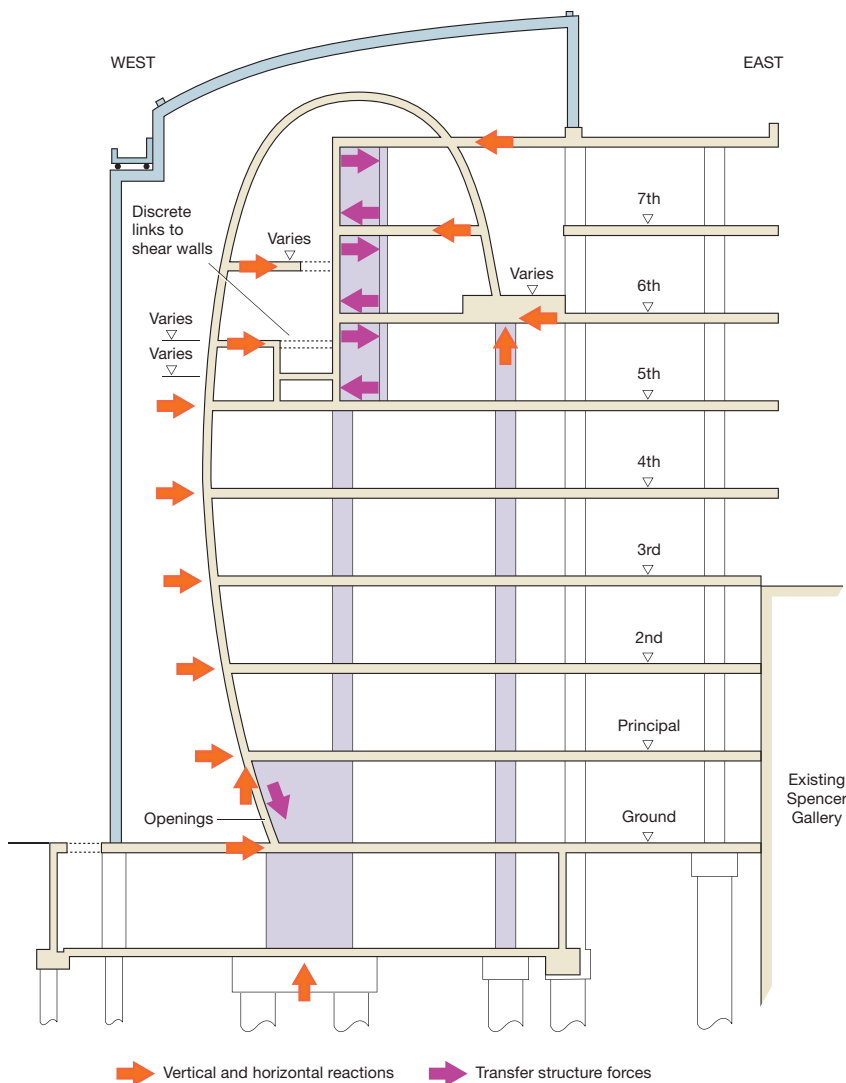 WEST
EAST
7th
Discrete
links to
shear walls
Varies
Varies
6th
Varies
Varies
5th
4th
3rd
2nd
Principal
Existing
Spencer
Gallery
Openings
Ground
Vertical and horizontal reactions
Transfer structure forces